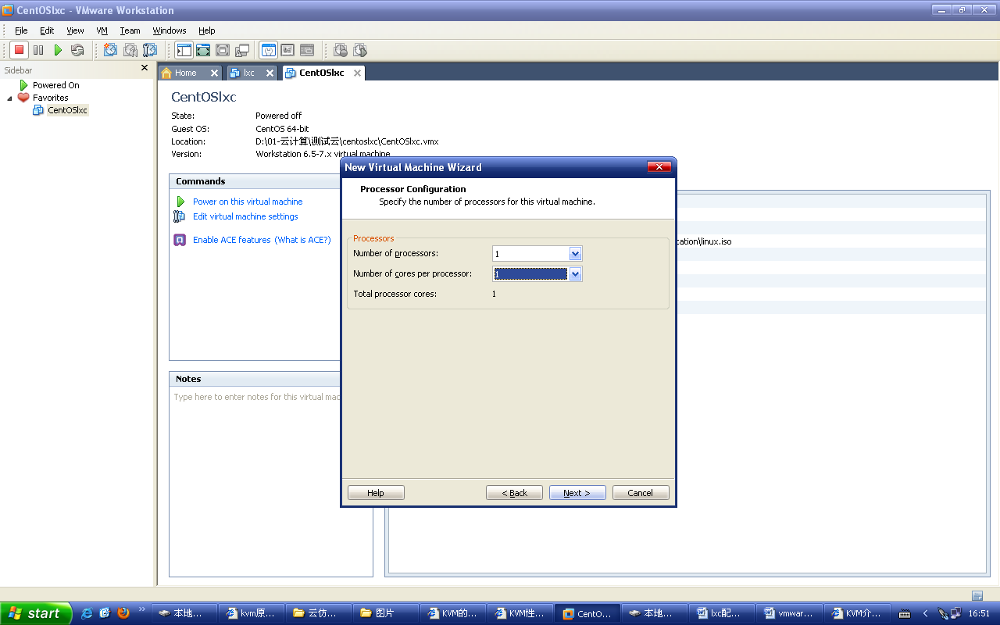 CentOSlxc - VMware Workstation
File Edit View VM Team Windows Help
Sidebar
Powered On
Favorites
CentOSlxc
Home lxc CentOSlxc
CentOSlxc
State: Powered off
Guest OS: CentOS 64-bit
Location: D:\01-云计算\测试云\centoslxc\CentOSlxc.vmx
Version: Workstation 6.5-7.x virtual machine
Commands
Power on this virtual machine
Edit virtual machine settings
Enable ACE features (What is ACE?)
Notes
Type here to enter notes for this virtual mac
cation\linux.iso
New Virtual Machine Wizard
Processor Configuration
Specify the number of processors for this virtual machine.
Processors
Number of processors: 1
Number of cores per processor: 1
Total processor cores: 1
Help < Back Next > Cancel
start 本地... kvm原... 云仿... 图片 KVM的... KVM性... CentO... 本地... lxc配... vmwar... KVM介... 16:51